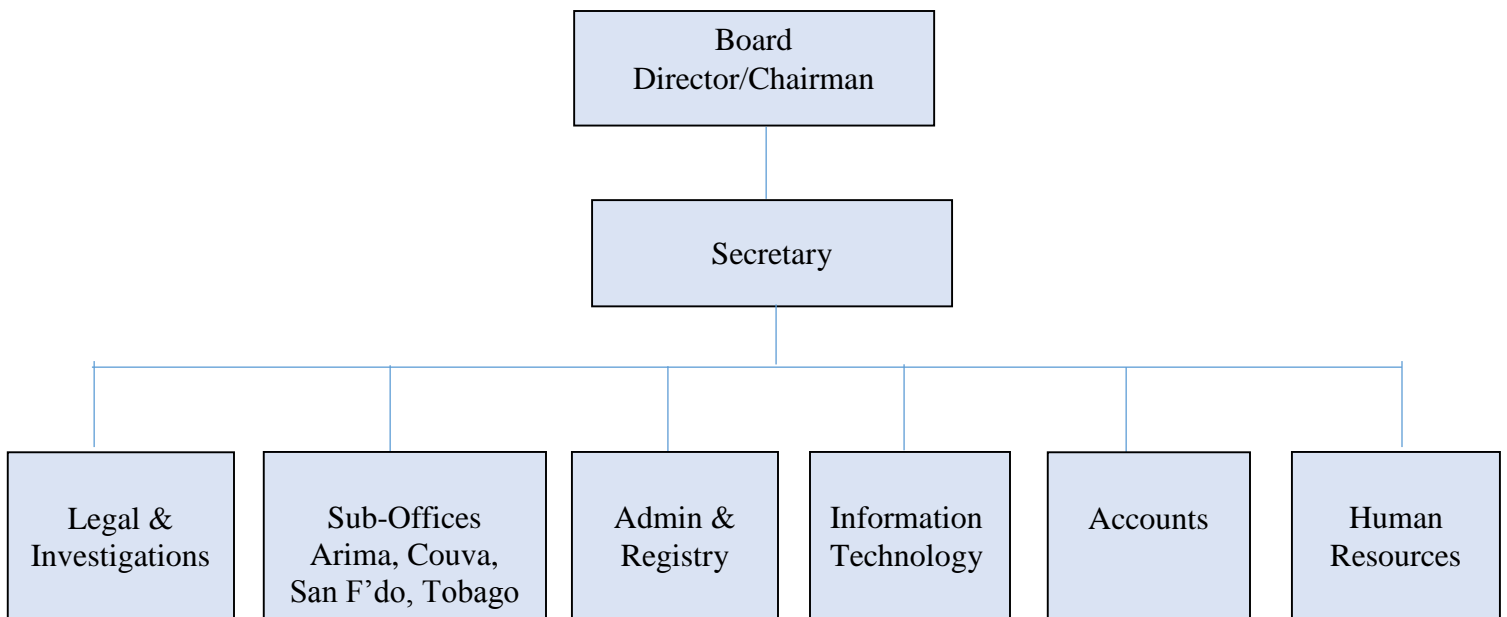 Board
Director/Chairman
Secretary
Legal &
Investigations
Sub-Offices
Arima, Couva,
San F’do, Tobago
Admin &
Registry
Information
Technology
Accounts
Human
Resources